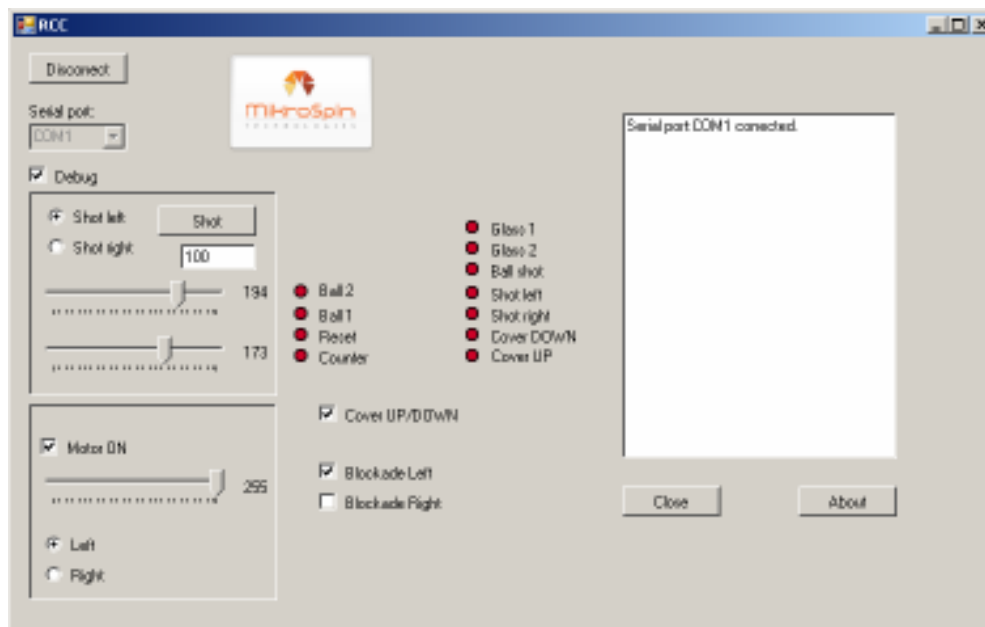 RCC
Disconnect
MikroSpin
TECHNOLOGIES
Serial port:
COM1
Serial port COM1 conected.
Debug
Shot left
Shot
Shot right
100
194
173
Ball 2
Ball 1
Reset
Counter
Glass 1
Glass 2
Ball shot
Shot left
Shot right
Cover DOWN
Cover UP
Motor ON
255
Left
Right
Cover UP/DOWN
Blockade Left
Blockade Right
Close
About